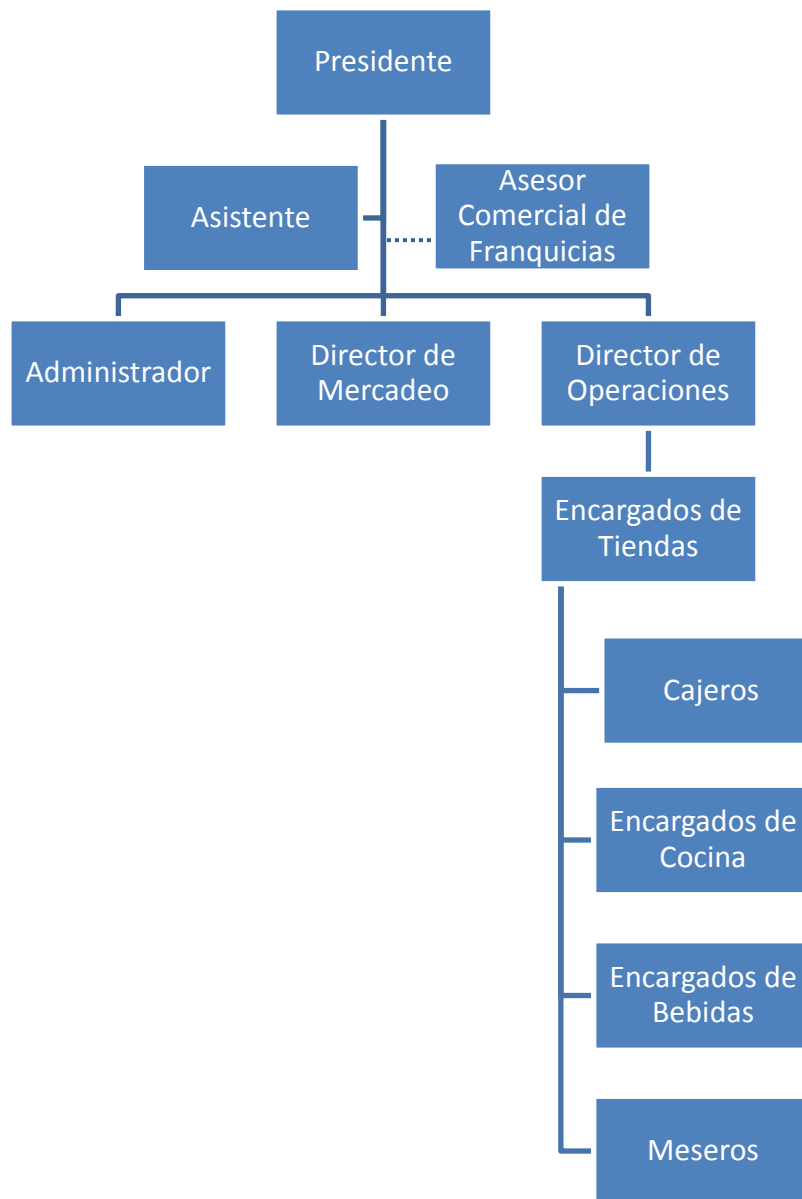 Presidente
Asistente
Asesor
Comercial de
Franquicias
Administrador
Director de
Mercadeo
Director de
Operaciones
Encargados de
Tiendas
Cajeros
Encargados de
Cocina
Encargados de
Bebidas
Meseros